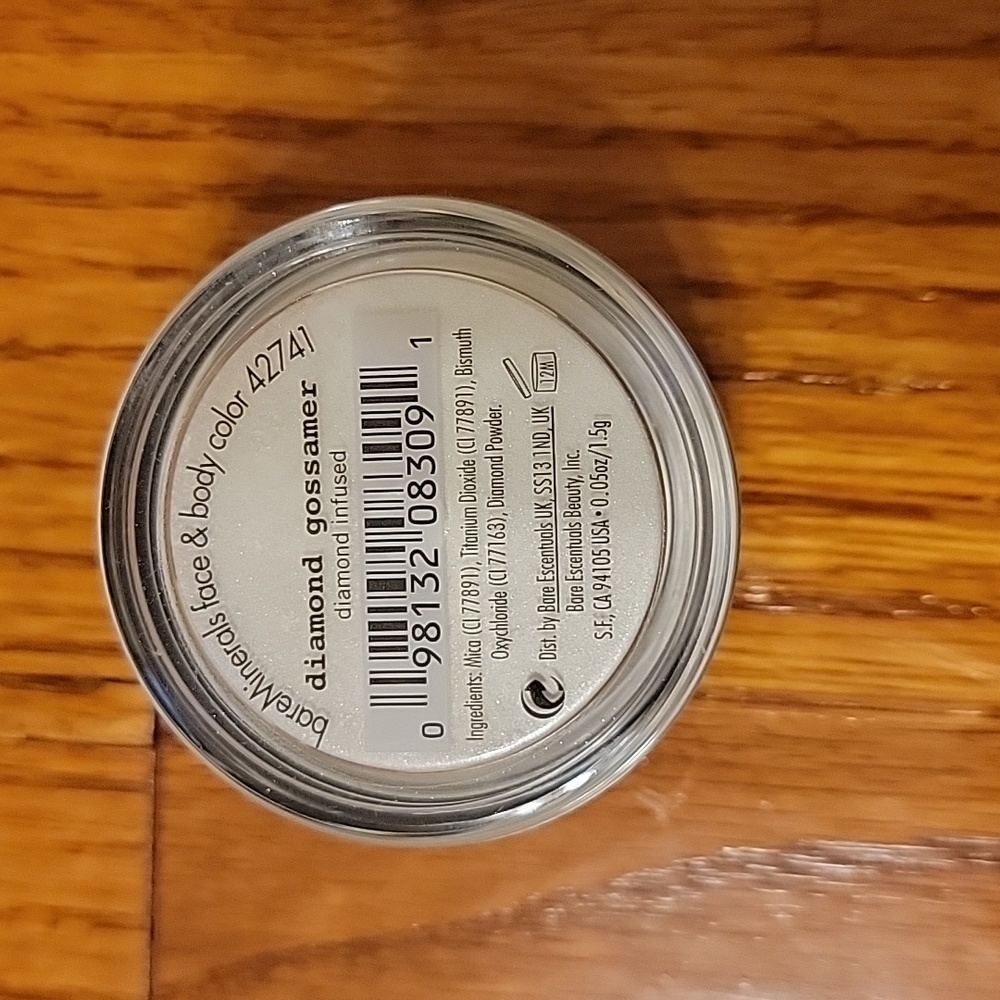 bareMinerals face & body color 42741
diamond gossamer
diamond infused
0 98132 08309 1
Ingredients: Mica (CI 77891), Titanium Dioxide (CI 77891), Bismuth
Oxychloride (CI 77163), Diamond Powder.
12M
Dist. by Bare Escentuals UK, SS13 1ND, UK
Bare Escentuals Beauty, Inc.
S.F., CA 94105 USA • 0.05oz/1.5g